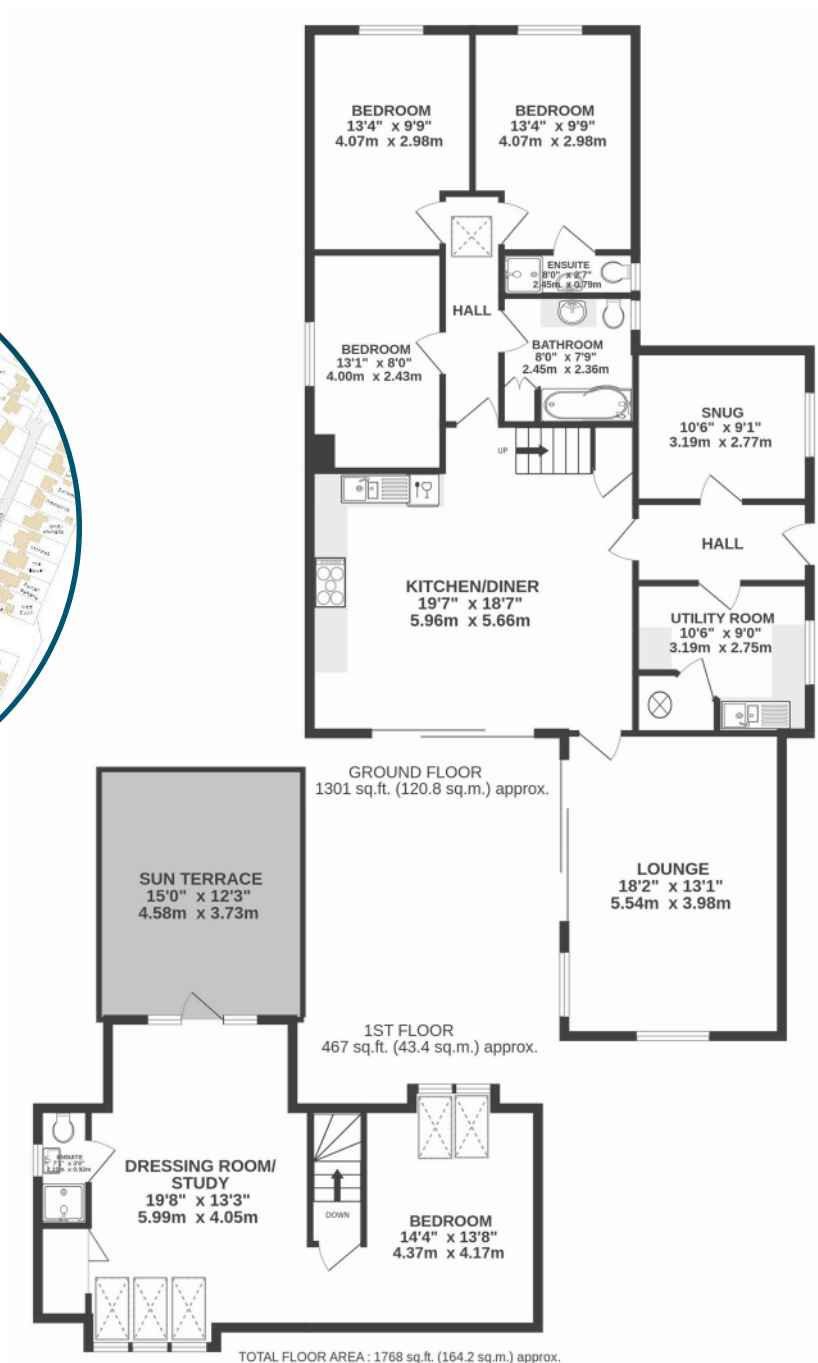 BEDROOM
13'4" x 9'9"
4.07m x 2.98m
BEDROOM
13'4" x 9'9"
4.07m x 2.98m
ENSUITE
8'0" x 2'7"
2.45m x 0.79m
HALL
BEDROOM
13'1" x 8'0"
4.00m x 2.43m
BATHROOM
8'0" x 7'9"
2.45m x 2.36m
SNUG
10'6" x 9'1"
3.19m x 2.77m
UP
HALL
KITCHEN/DINER
19'7" x 18'7"
5.96m x 5.66m
UTILITY ROOM
10'6" x 9'0"
3.19m x 2.75m
GROUND FLOOR
1301 sq.ft. (120.8 sq.m.) approx.
LOUNGE
18'2" x 13'1"
5.54m x 3.98m
SUN TERRACE
15'0" x 12'3"
4.58m x 3.73m
1ST FLOOR
467 sq.ft. (43.4 sq.m.) approx.
ENSUITE
DRESSING ROOM/
STUDY
19'8" x 13'3"
5.99m x 4.05m
DOWN
BEDROOM
14'4" x 13'8"
4.37m x 4.17m
TOTAL FLOOR AREA : 1768 sq.ft. (164.2 sq.m.) approx.